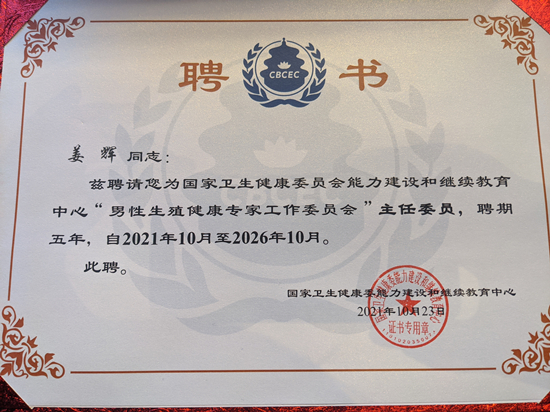 聘 CBCEC 书
姜辉 同志：
兹聘请您为国家卫生健康委员会能力建设和继续教育
中心“男性生殖健康专家工作委员会”主任委员，聘期
五年，自2021年10月至2026年10月。
此聘。
国家卫生健康委能力建设和继续教育中心
2021年10月23日
证书专用章